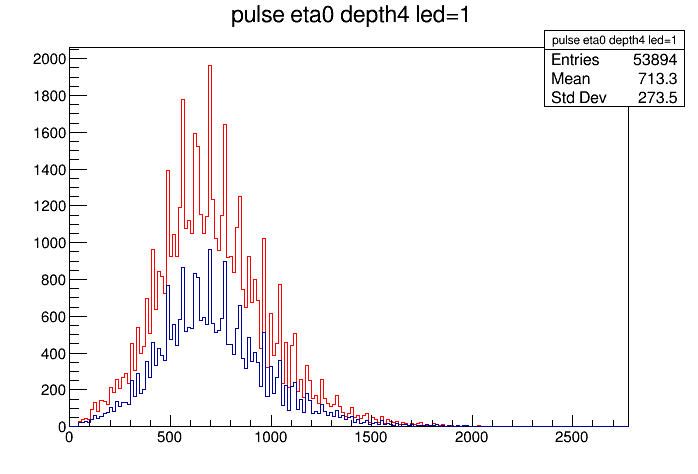 pulse eta0 depth4 led=1
pulse eta0 depth4 led=1
Entries 53894
Mean 713.3
Std Dev 273.5
2000
1800
1600
1400
1200
1000
800
600
400
200
0
0 500 1000 1500 2000 2500